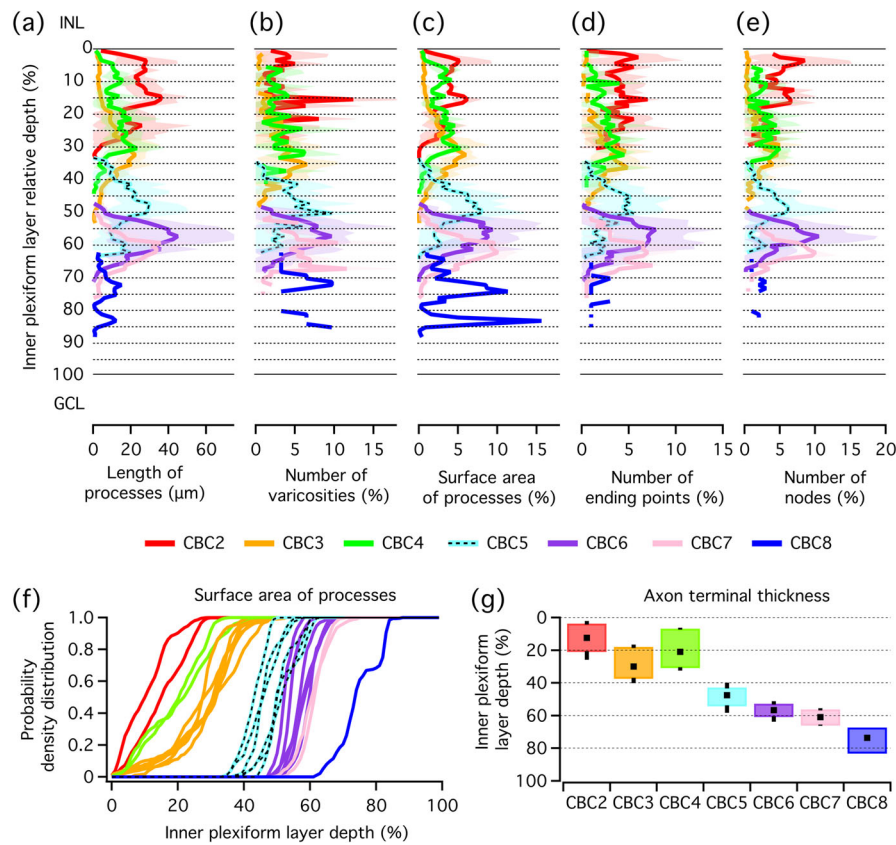 (a) (b) (c) (d) (e)
INL
0
10
20
30
40
50
60
70
80
90
100
GCL
Inner plexiform layer relative depth (%)
0 20 40 60
Length of
processes (µm)
0 5 10 15
Number of
varicosities (%)
0 5 10 15
Surface area
of processes (%)
0 5 10 15
Number of
ending points (%)
0 5 10 15 20
Number of
nodes (%)
CBC2 CBC3 CBC4 CBC5 CBC6 CBC7 CBC8
(f)
Surface area of processes
1.0
0.8
0.6
0.4
0.2
0
Probability
density distribution
0 20 40 60 80 100
Inner plexiform layer depth (%)
(g)
Axon terminal thickness
0
20
40
60
80
100
Inner plexiform
layer depth (%)
CBC2 CBC3 CBC4 CBC5 CBC6 CBC7 CBC8